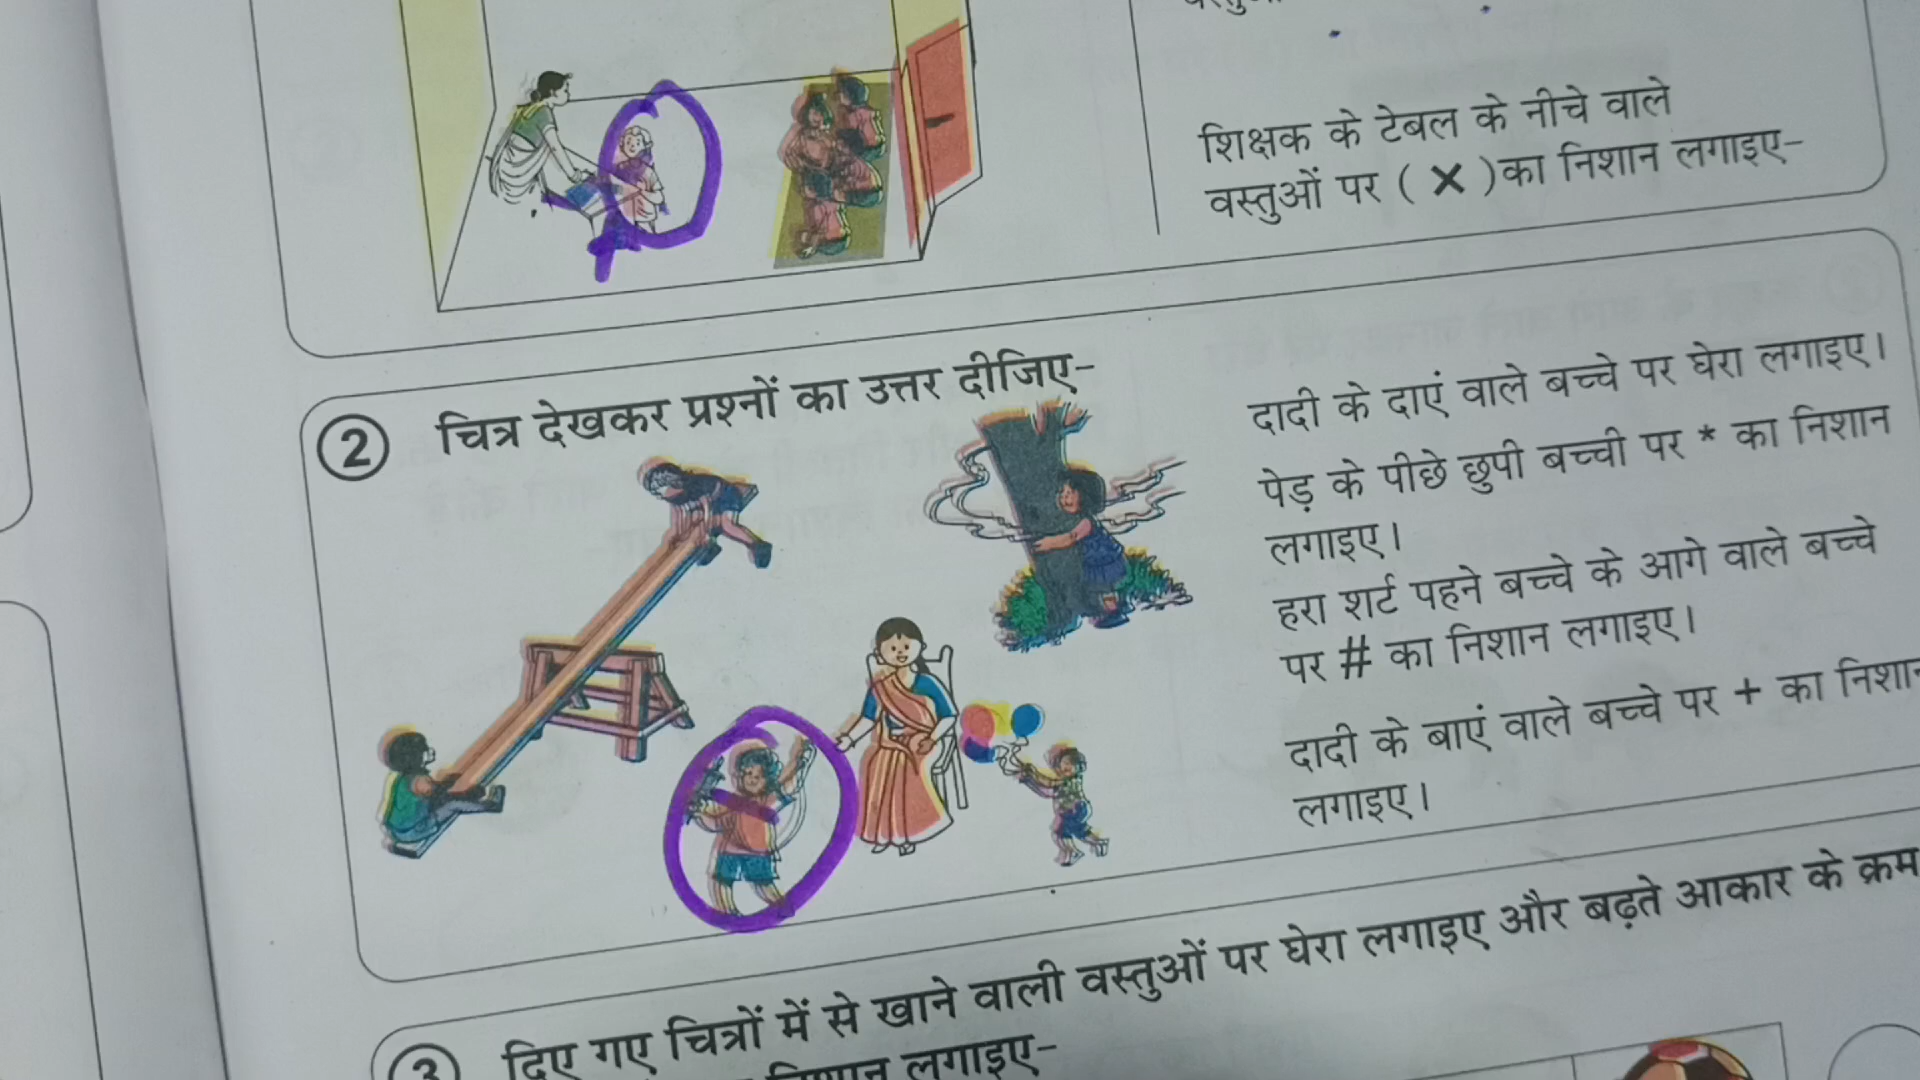 शिक्षक के टेबल के नीचे वाले
वस्तुओं पर ( × )का निशान लगाइए-
② चित्र देखकर प्रश्नों का उत्तर दीजिए-
दादी के दाएं वाले बच्चे पर घेरा लगाइए।
पेड़ के पीछे छुपी बच्ची पर * का निशान
लगाइए।
हरा शर्ट पहने बच्चे के आगे वाले बच्चे
पर # का निशान लगाइए।
दादी के बाएं वाले बच्चे पर + का निशान
लगाइए।
③ दिए गए चित्रों में से खाने वाली वस्तुओं पर घेरा लगाइए और बढ़ते आकार के क्रम
निशान लगाइए-